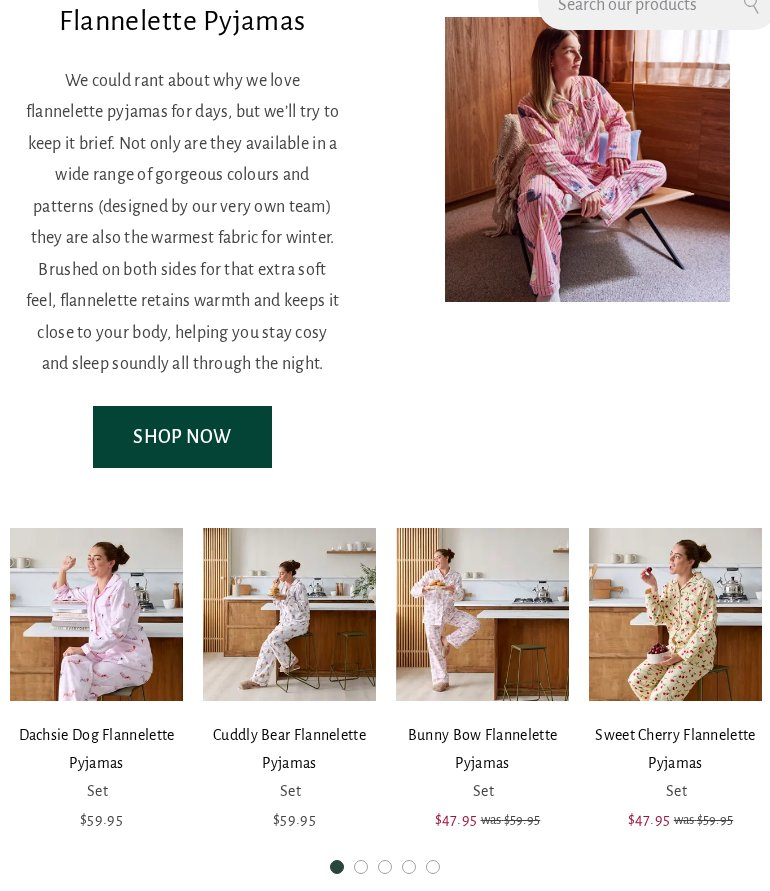 Search our products
Flannelette Pyjamas
We could rant about why we love
flannelette pyjamas for days, but we'll try to
keep it brief. Not only are they available in a
wide range of gorgeous colours and
patterns (designed by our very own team)
they are also the warmest fabric for winter.
Brushed on both sides for that extra soft
feel, flannelette retains warmth and keeps it
close to your body, helping you stay cosy
and sleep soundly all through the night.
SHOP NOW
Dachsie Dog Flannelette
Pyjamas
Set
$59.95
Cuddly Bear Flannelette
Pyjamas
Set
$59.95
Bunny Bow Flannelette
Pyjamas
Set
$47.95 was $59.95
Sweet Cherry Flannelette
Pyjamas
Set
$47.95 was $59.95